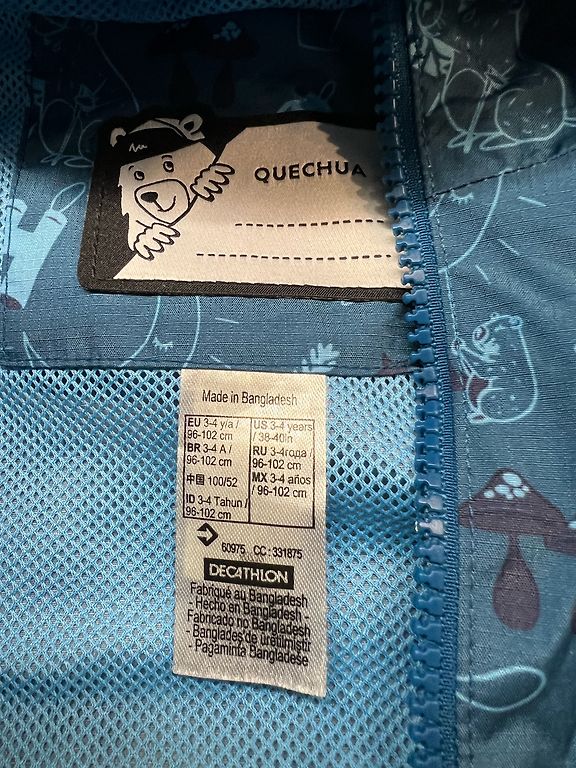 QUECHUA
Made in Bangladesh
EU 3-4 y/a /
96-102 cm
BR 3-4 A /
96-102 cm
中国 100/52
ID 3-4 Tahun /
96-102 cm
US 3-4 years
/ 38-40in
RU 3-4года /
96-102 cm
MX 3-4 años
/ 96-102 cm
60975 CC : 331875
DECATHLON
Fabriqué au Bangladesh
- Hecho en Bangladesh -
Fabricado no Bangladesh
- Bangladeş de üretilmiştir
- Pagaminta Bangladeše